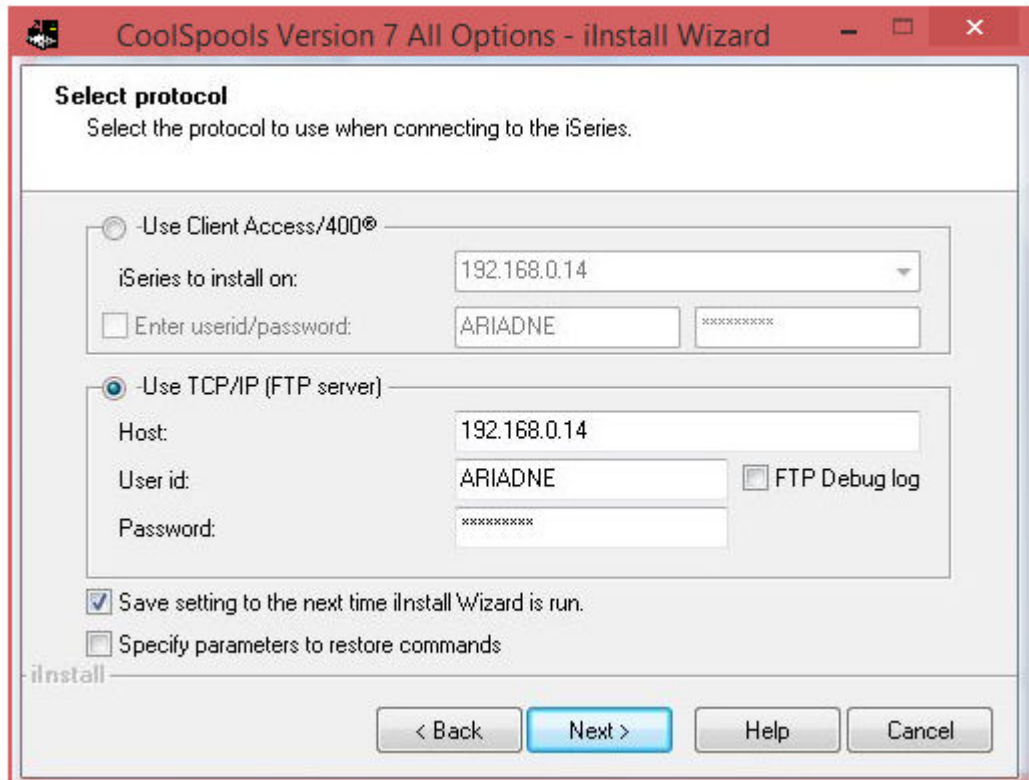 CoolSpools Version 7 All Options - iInstall Wizard
Select protocol
Select the protocol to use when connecting to the iSeries.
-Use Client Access/400®
iSeries to install on: 192.168.0.14
Enter userid/password: ARIADNE *********
-Use TCP/IP (FTP server)
Host: 192.168.0.14
User id: ARIADNE FTP Debug log
Password: *********
Save setting to the next time iInstall Wizard is run.
Specify parameters to restore commands
iInstall
< Back Next > Help Cancel